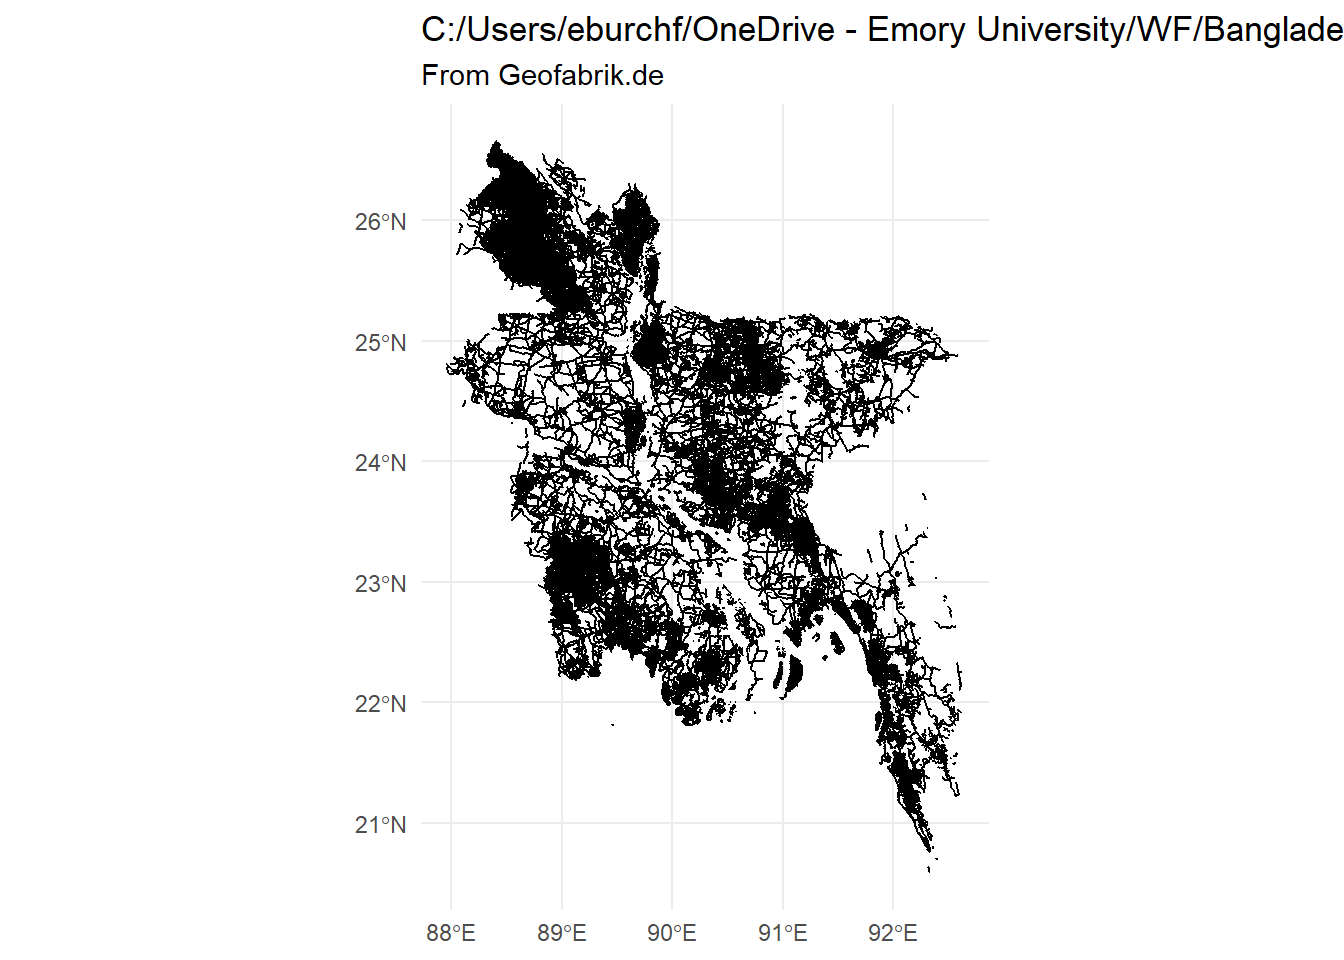 C:/Users/eburchf/OneDrive - Emory University/WF/Banglade
From Geofabrik.de
26°N
25°N
24°N
23°N
22°N
21°N
88°E 89°E 90°E 91°E 92°E